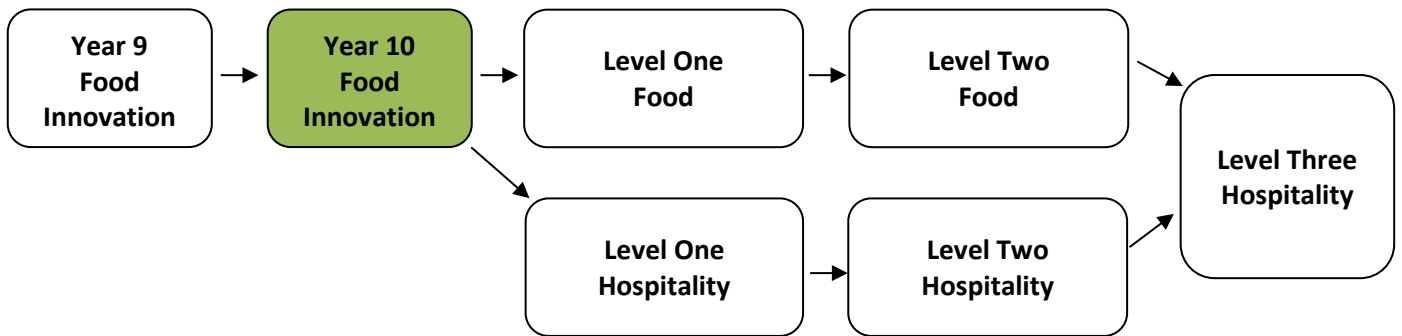 Year 9
Food
Innovation
Year 10
Food
Innovation
Level One
Food
Level Two
Food
Level Three
Hospitality
Level One
Hospitality
Level Two
Hospitality